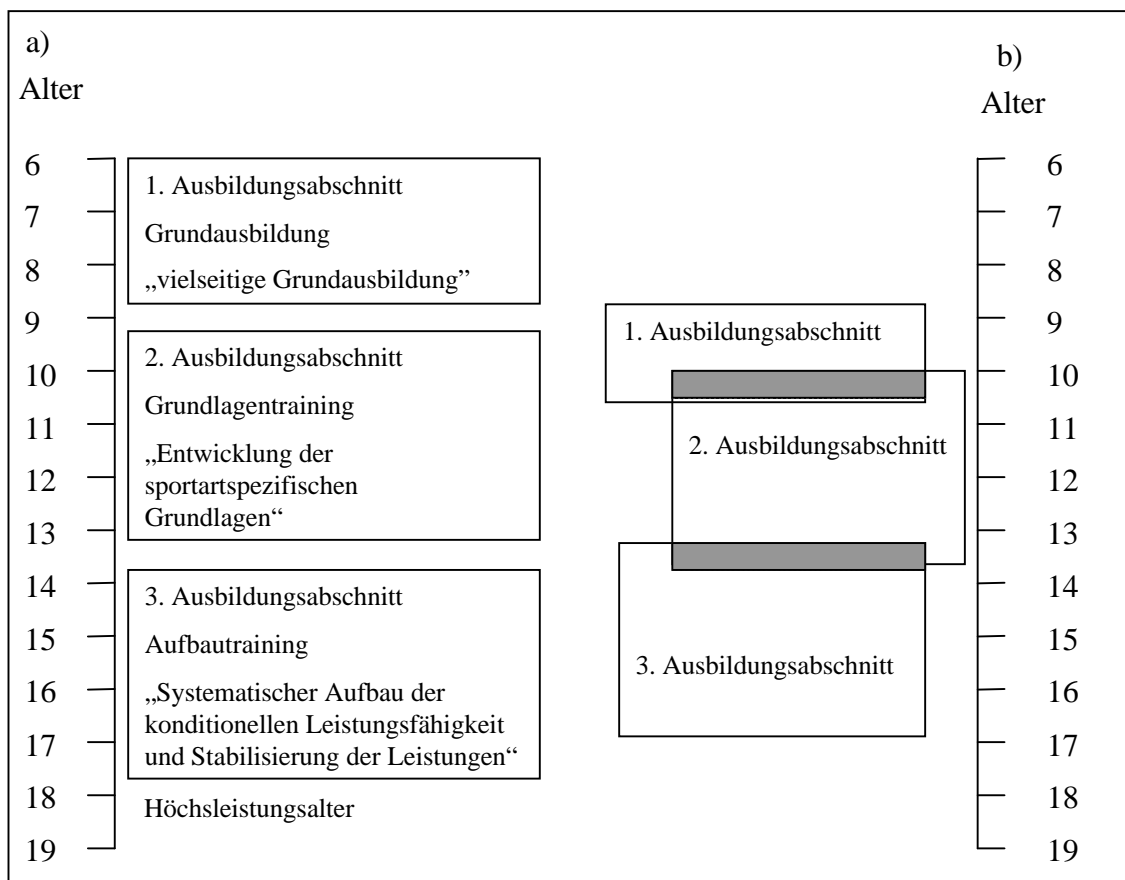 a)
Alter
6
7
8
9
10
11
12
13
14
15
16
17
18
19
1. Ausbildungsabschnitt
Grundausbildung
„vielseitige Grundausbildung”
2. Ausbildungsabschnitt
Grundlagentraining
„Entwicklung der
sportartspezifischen
Grundlagen“
3. Ausbildungsabschnitt
Aufbautraining
„Systematischer Aufbau der
konditionellen Leistungsfähigkeit
und Stabilisierung der Leistungen“
Höchsleistungsalter
b)
Alter
1. Ausbildungsabschnitt
2. Ausbildungsabschnitt
3. Ausbildungsabschnitt
6
7
8
9
10
11
12
13
14
15
16
17
18
19